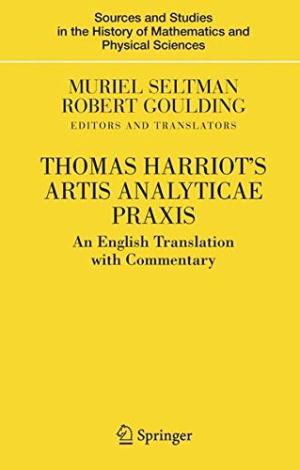 Sources and Studies
in the History of Mathematics and
Physical Sciences
MURIEL SELTMAN
ROBERT GOULDING
EDITORS AND TRANSLATORS
THOMAS HARRIOT'S
ARTIS ANALYTICAE
PRAXIS
An English Translation
with Commentary
Springer